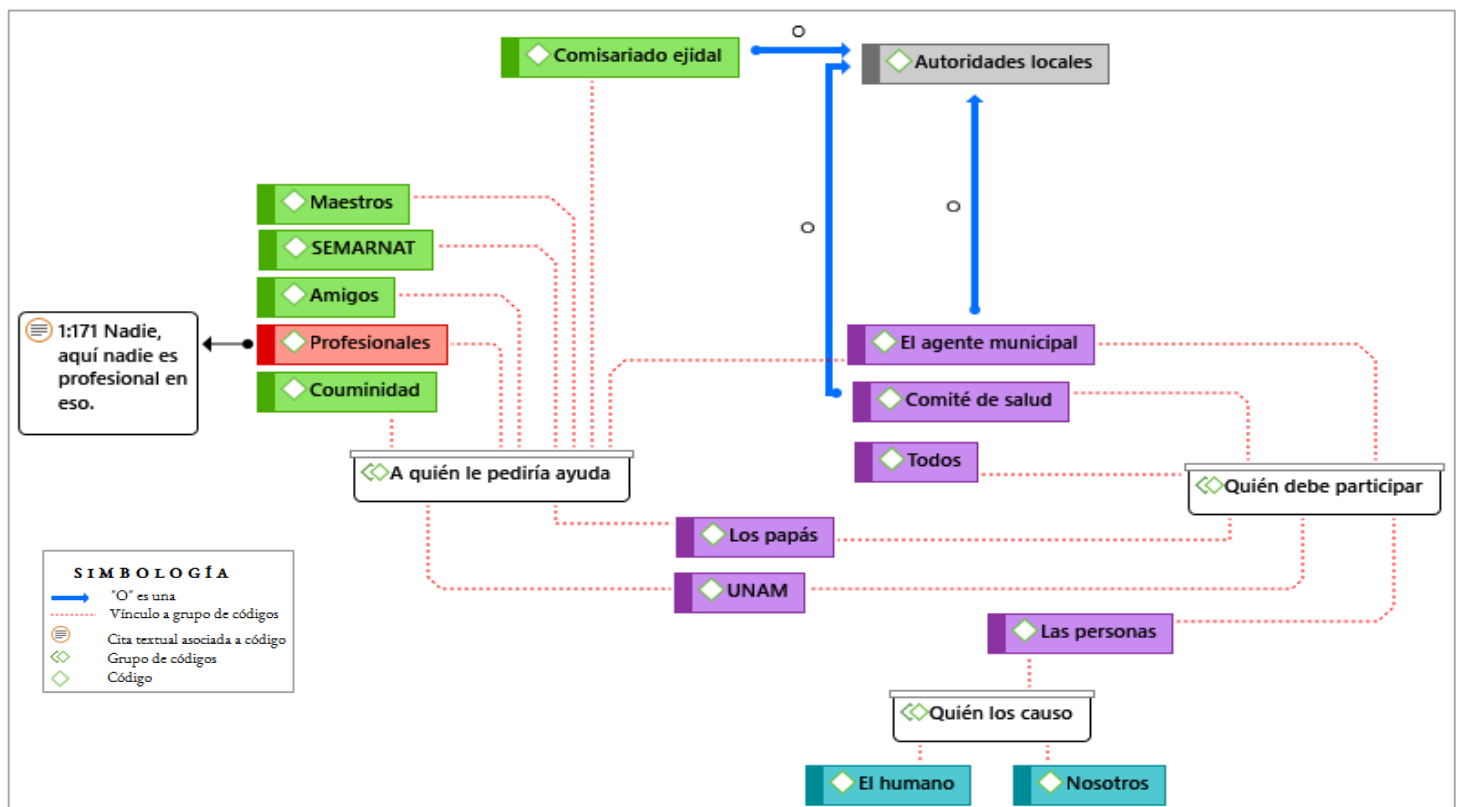 O
Comisariado ejidal
Autoridades locales
Maestros
O
SEMARNAT
O
Amigos
1:171 Nadie,
aquí nadie es
profesional en
eso.
Profesionales
El agente municipal
Couminidad
Comité de salud
Todos
A quién le pediría ayuda
Quién debe participar
Los papás
UNAM
SIMBOLOGÍA
"O" es una
Vínculo a grupo de códigos
Cita textual asociada a código
Grupo de códigos
Código
Las personas
Quién los causo
El humano
Nosotros